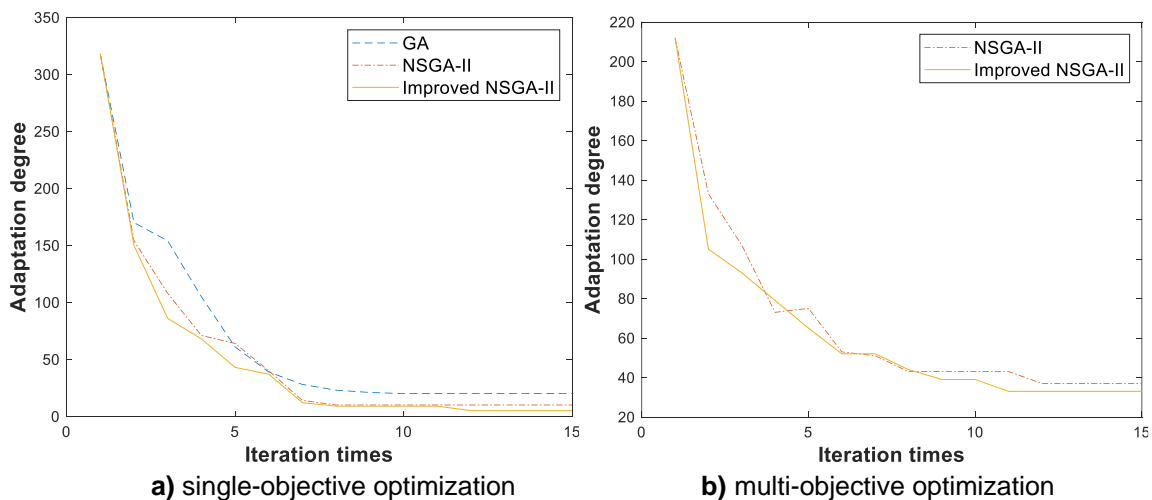 350
300
250
200
150
100
50
0
Adaptation degree
GA
NSGA-II
Improved NSGA-II
0 5 10 15
Iteration times
a) single-objective optimization
220
200
180
160
140
120
100
80
60
40
20
Adaptation degree
NSGA-II
Improved NSGA-II
0 5 10 15
Iteration times
b) multi-objective optimization